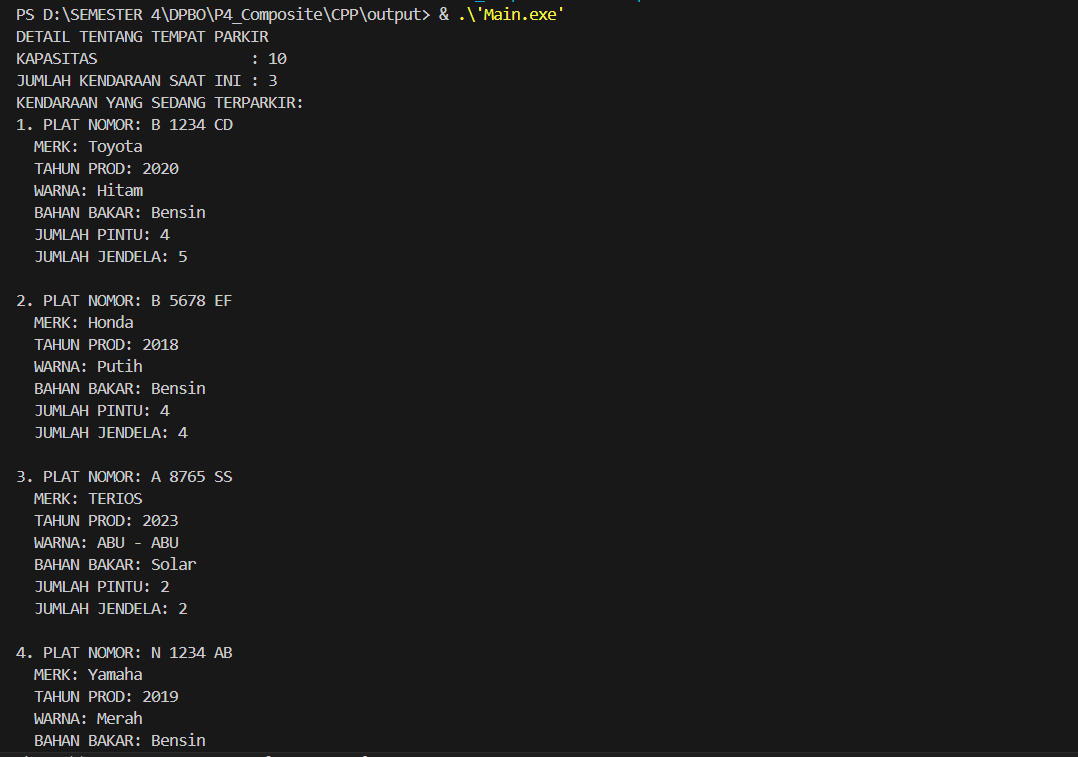 PS D:\SEMESTER 4\DPBO\P4_Composite\CPP\output> & .\'Main.exe'
DETAIL TENTANG TEMPAT PARKIR
KAPASITAS                 : 10
JUMLAH KENDARAAN SAAT INI : 3
KENDARAAN YANG SEDANG TERPARKIR:
1. PLAT NOMOR: B 1234 CD
  MERK: Toyota
  TAHUN PROD: 2020
  WARNA: Hitam
  BAHAN BAKAR: Bensin
  JUMLAH PINTU: 4
  JUMLAH JENDELA: 5

2. PLAT NOMOR: B 5678 EF
  MERK: Honda
  TAHUN PROD: 2018
  WARNA: Putih
  BAHAN BAKAR: Bensin
  JUMLAH PINTU: 4
  JUMLAH JENDELA: 4

3. PLAT NOMOR: A 8765 SS
  MERK: TERIOS
  TAHUN PROD: 2023
  WARNA: ABU - ABU
  BAHAN BAKAR: Solar
  JUMLAH PINTU: 2
  JUMLAH JENDELA: 2

4. PLAT NOMOR: N 1234 AB
  MERK: Yamaha
  TAHUN PROD: 2019
  WARNA: Merah
  BAHAN BAKAR: Bensin